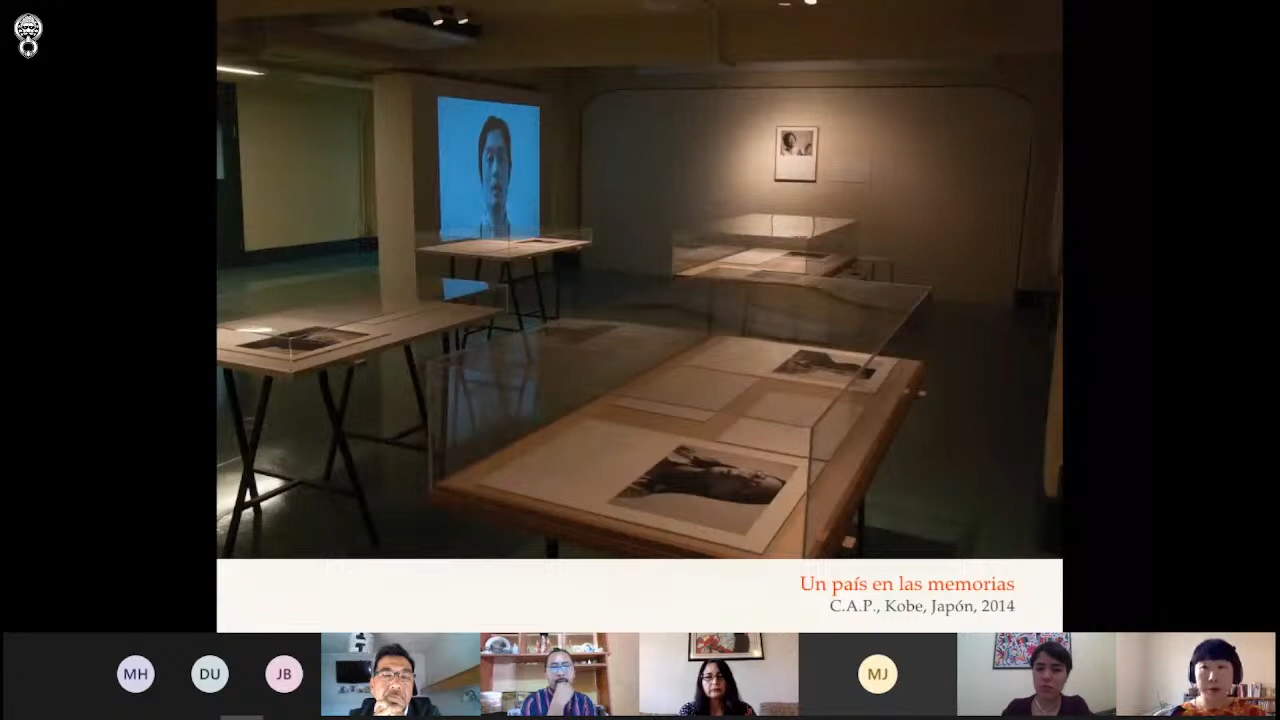 Un país en las memorias
C.A.P., Kobe, Japón, 2014
MH
DU
JB
MJ